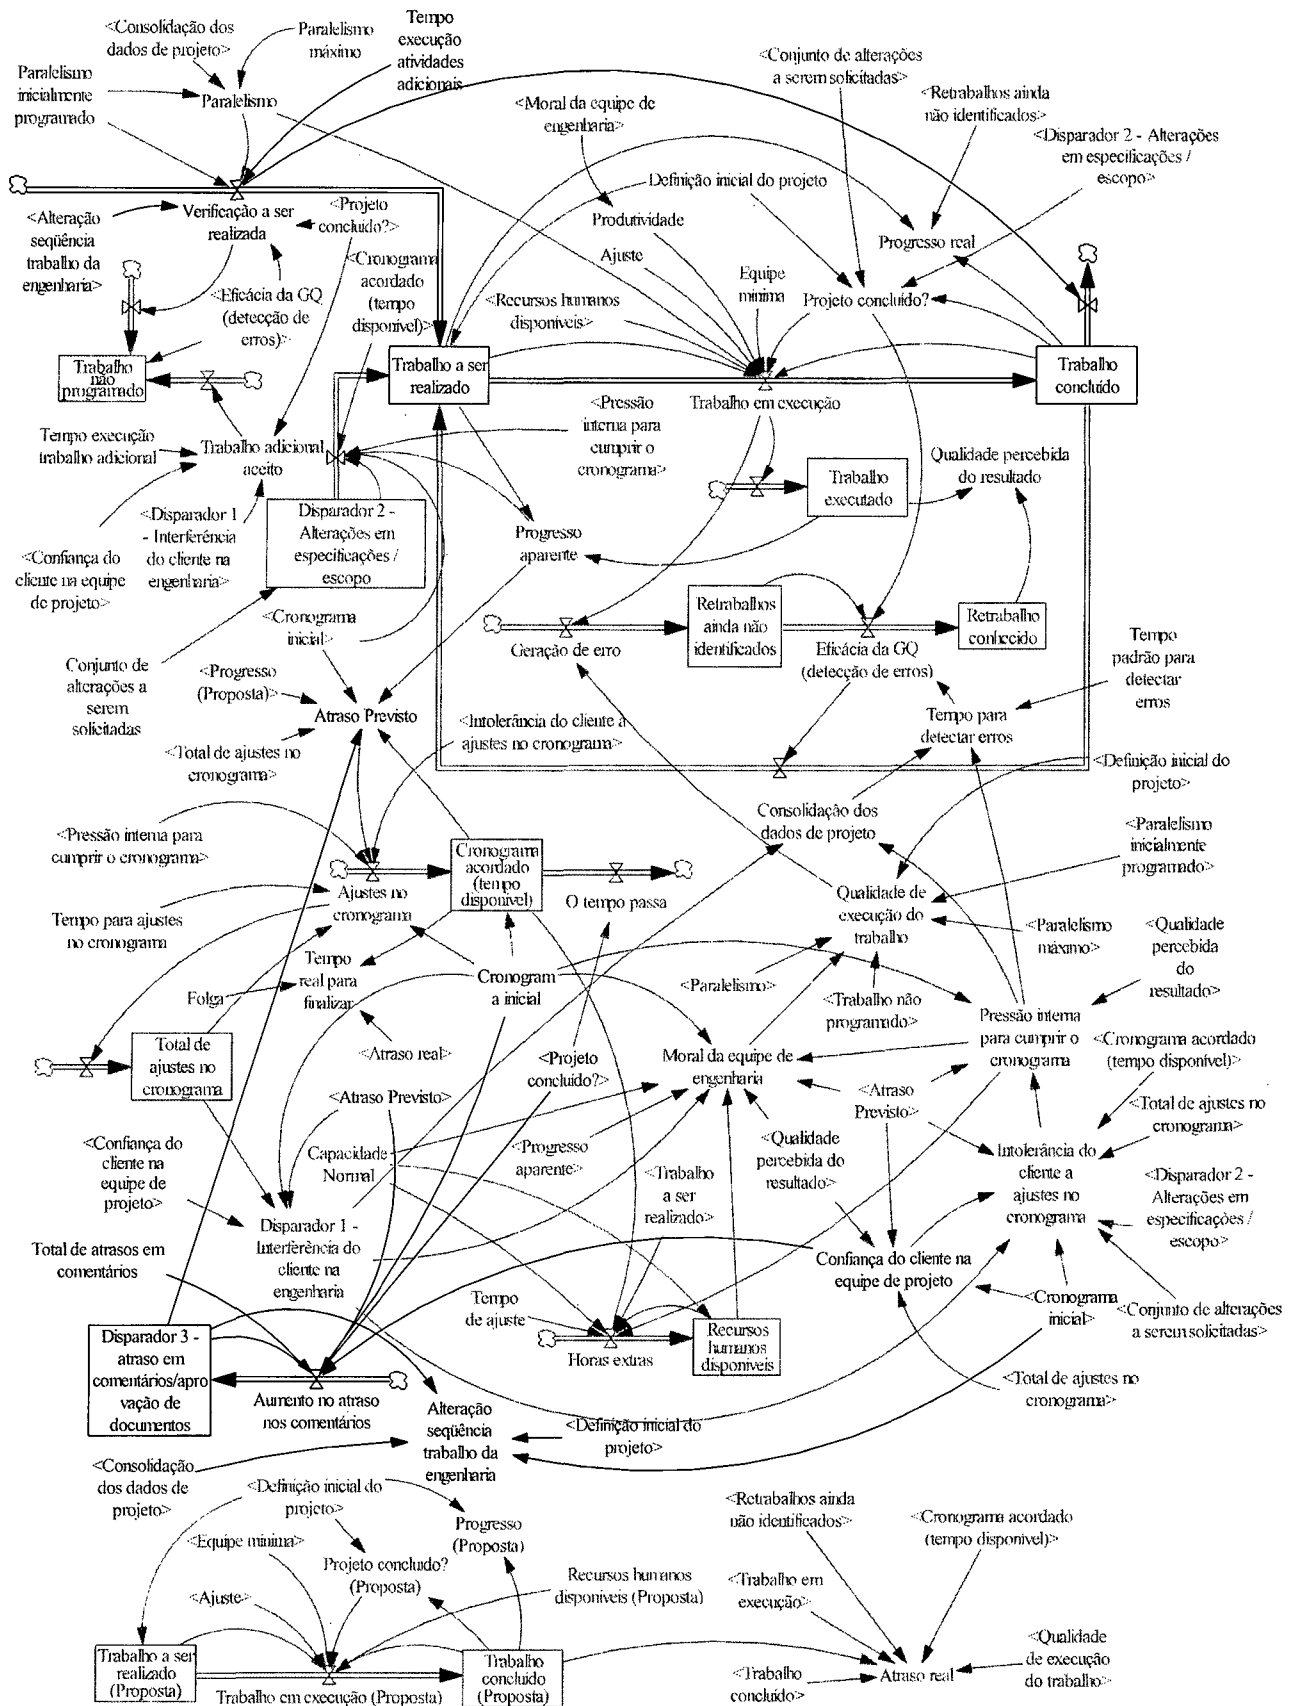 <Consolidação dos
dados de projeto>
Paralelismo
máximo
Tempo
execução
atividades
adicionais
<Conjunto de alterações
a serem solicitadas>
Paralelismo
inicialmente
programado
Paralelismo
<Moral da equipe de
engenharia>
<Retrabalhos ainda
não identificados>
<Disparador 2 - Alterações
em especificações /
escopo>
Definição inicial do projeto
<Alteração
seqüência
trabalho da
engenharia>
Verificação a ser
realizada
<Projeto
concluído?>
Produtividade
Progresso real
<Cronograma
acordado
(tempo
disponível)>
Ajuste
Equipe
mínima
<Eficácia da GQ
(detecção de
erros)>
<Recursos humanos
disponíveis>
Projeto concluído?
Trabalho
não
programado
Trabalho a ser
realizado
Trabalho
concluído
Trabalho em execução
Tempo execução
trabalho adicional
Trabalho adicional
aceito
<Pressão
interna para
cumprir o
cronograma>
Qualidade percebida
do resultado
Trabalho
executado
<Disparador 1
- Interferência
do cliente na
engenharia>
Disparador 2 -
Alterações em
especificações /
escopo
Progresso
aparente
<Confiança do
cliente na equipe
de projeto>
<Cronograma
inicial>
Retrabalhos
ainda não
identificados
Retrabalho
conhecido
Geração de erro
Eficácia da GQ
(detecção de erros)
Tempo
padrão para
detectar
erros
Conjunto de
alterações a
serem
solicitadas
<Progresso
(Proposta)>
Atraso Previsto
<Intolerância do cliente a
ajustes no cronograma>
Tempo para
detectar erros
<Total de ajustes no
cronograma>
<Definição inicial do
projeto>
Consolidação dos
dados de projeto
<Pressão interna para
cumprir o cronograma>
Cronograma
acordado
(tempo
disponível)
<Paralelismo
inicialmente
programado>
Ajustes no
cronograma
O tempo passa
Qualidade de
execução do
trabalho
Tempo para ajustes
no cronograma
<Paralelismo
máximo>
<Qualidade
percebida
do
resultado>
Tempo
real para
finalizar
Cronogram
a inicial
Folga
<Paralelismo>
<Trabalho não
programado>
Pressão interna
para cumprir o
cronograma
Total de
ajustes no
cronograma
<Atraso real>
<Projeto
concluído?>
Moral da equipe de
engenharia
<Cronograma acordado
(tempo disponível)>
<Atraso Previsto>
<Atraso
Previsto>
<Total de ajustes no
cronograma>
<Confiança do
cliente na
equipe de
projeto>
Capacidade
Normal
<Progresso
aparente>
<Qualidade
percebida do
resultado>
Intolerância do
cliente a
ajustes no
cronograma
<Trabalho
a ser
realizado>
<Disparador 2 -
Alterações em
especificações /
escopo>
Disparador 1 -
Interferência do
cliente na
engenharia
Total de atrasos em
comentários
Confiança do cliente na
equipe de projeto
Tempo
de ajuste
<Cronograma
inicial>
<Conjunto de alterações
a serem solicitadas>
Disparador 3 -
atraso em
comentários/apro
vação de
documentos
Horas extras
Recursos
humanos
disponíveis
Aumento no atraso
nos comentários
<Total de ajustes no
cronograma>
Alteração
seqüência
trabalho da
engenharia
<Definição inicial do
projeto>
<Consolidação
dos dados de
projeto>
<Definição inicial do
projeto>
Progresso
(Proposta)
<Retrabalhos ainda
não identificados>
<Cronograma acordado
(tempo disponível)>
<Equipe mínima>
Projeto concluído?
(Proposta)
Recursos humanos
disponíveis (Proposta)
<Trabalho em
execução>
<Ajuste>
Trabalho a ser
realizado
(Proposta)
Trabalho em execução (Proposta)
Trabalho
concluído
(Proposta)
<Trabalho
concluído>
Atraso real
<Qualidade
de execução
do trabalho>